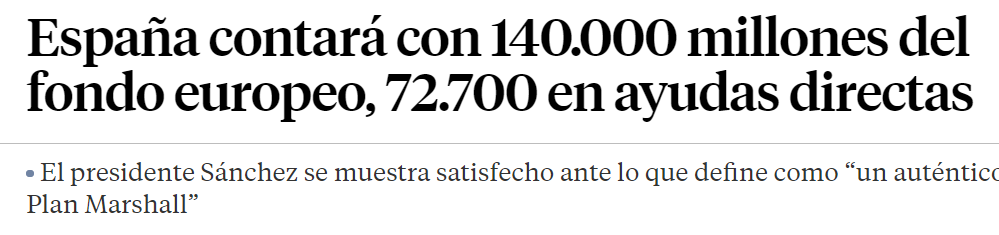 España contará con 140.000 millones del
fondo europeo, 72.700 en ayudas directas
• El presidente Sánchez se muestra satisfecho ante lo que define como “un auténtico
Plan Marshall”